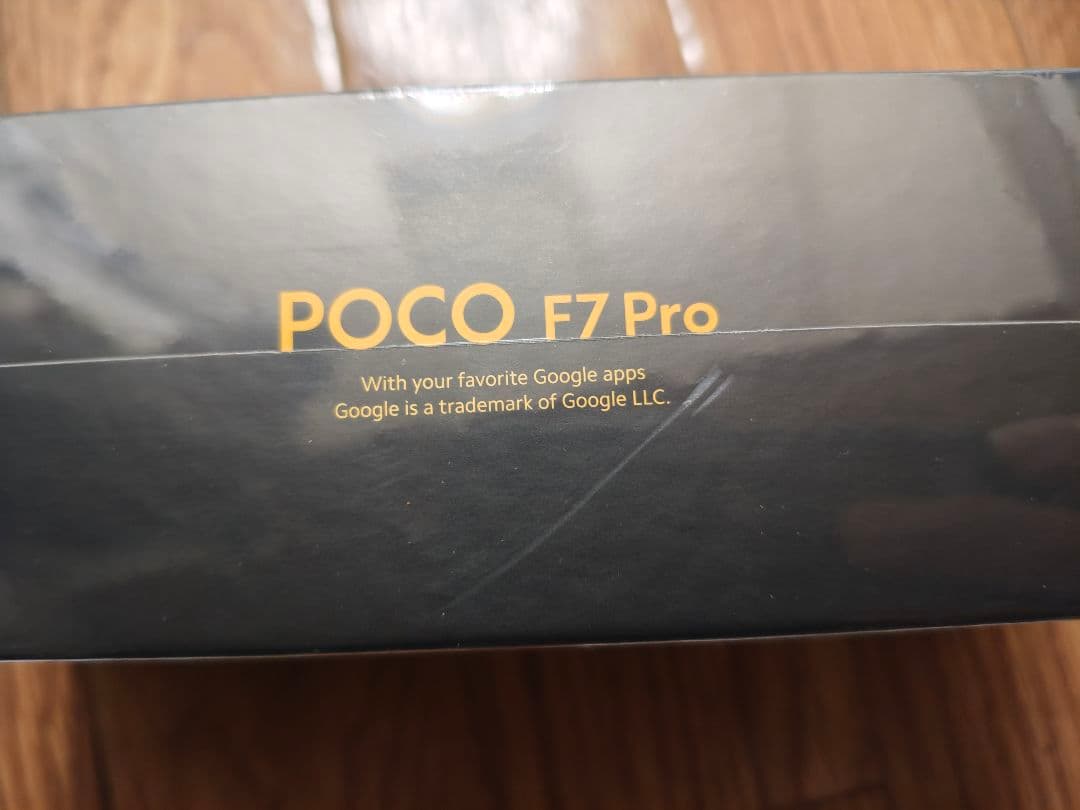 POCO F7 Pro
With your favorite Google apps
Google is a trademark of Google LLC.